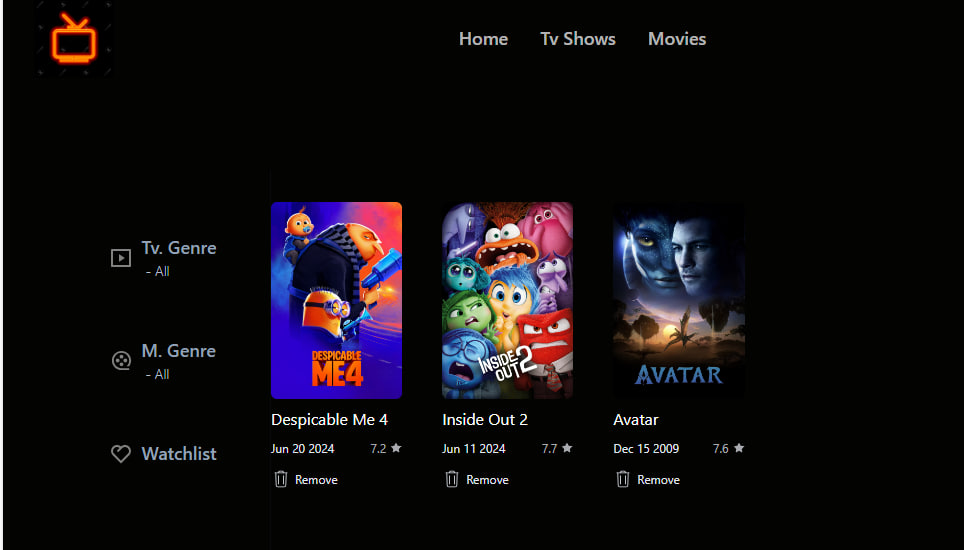 Home Tv Shows Movies
Tv. Genre
- All
M. Genre
- All
Watchlist
DESPICABLE
ME4
INSIDE
OUT 2
AVATAR
Despicable Me 4
Jun 20 2024 7.2
Remove
Inside Out 2
Jun 11 2024 7.7
Remove
Avatar
Dec 15 2009 7.6
Remove